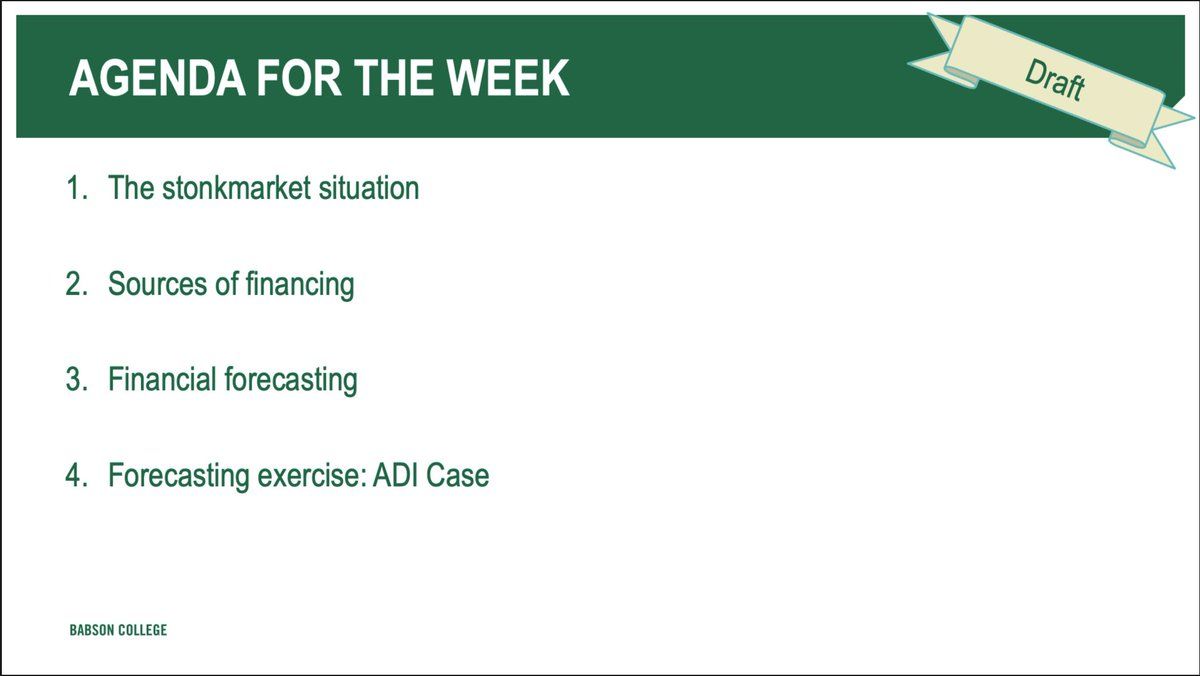 AGENDA FOR THE WEEK
Draft
1. The stonkmarket situation
2. Sources of financing
3. Financial forecasting
4. Forecasting exercise: ADI Case
BABSON COLLEGE